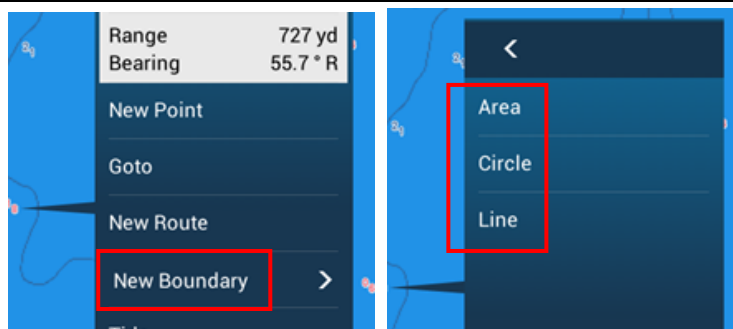 Range 727 yd
Bearing 55.7 ° R
New Point
Goto
New Route
New Boundary >
<
Area
Circle
Line